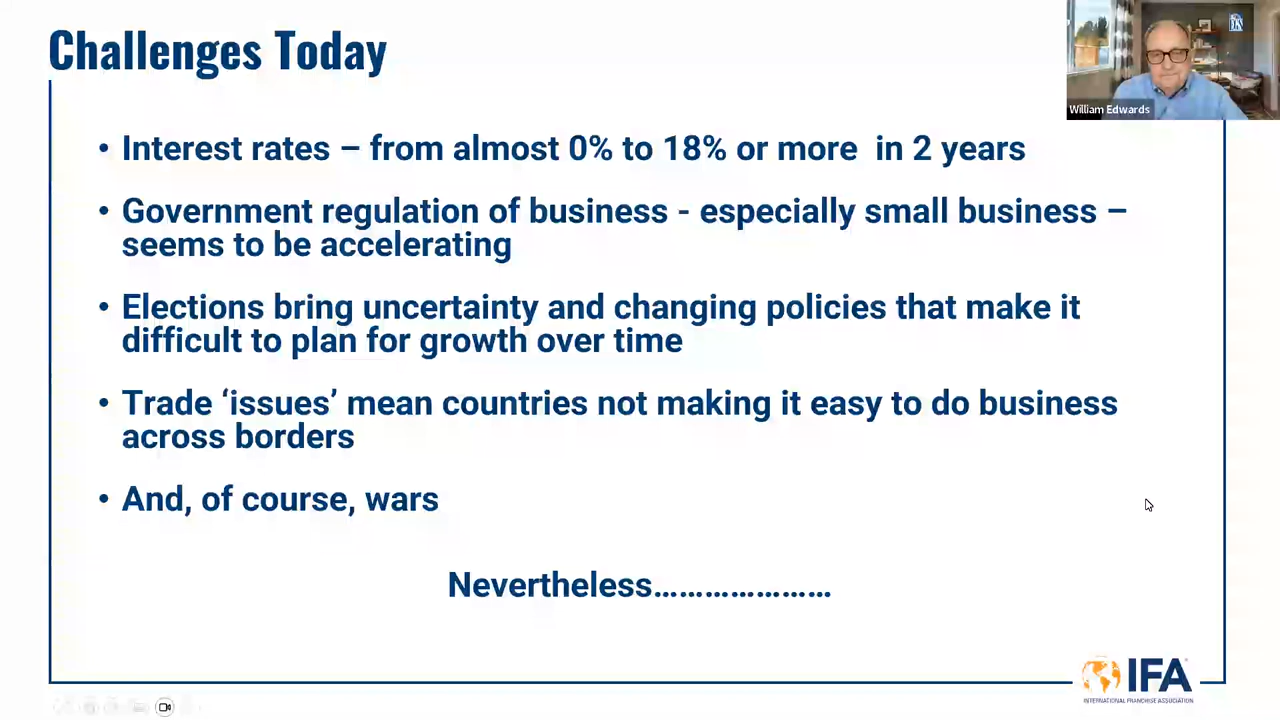 Challenges Today
William Edwards
• Interest rates – from almost 0% to 18% or more  in 2 years
• Government regulation of business - especially small business –
seems to be accelerating
• Elections bring uncertainty and changing policies that make it
difficult to plan for growth over time
• Trade ‘issues’ mean countries not making it easy to do business
across borders
• And, of course, wars
Nevertheless…………………
IFA
INTERNATIONAL FRANCHISE ASSOCIATION